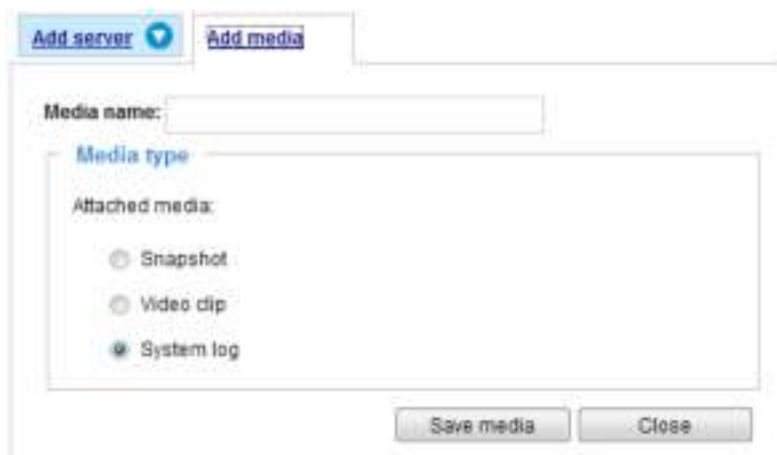 Add server Add media
Media name:
Media type
Attached media:
Snapshot
Video clip
System log
Save media Close